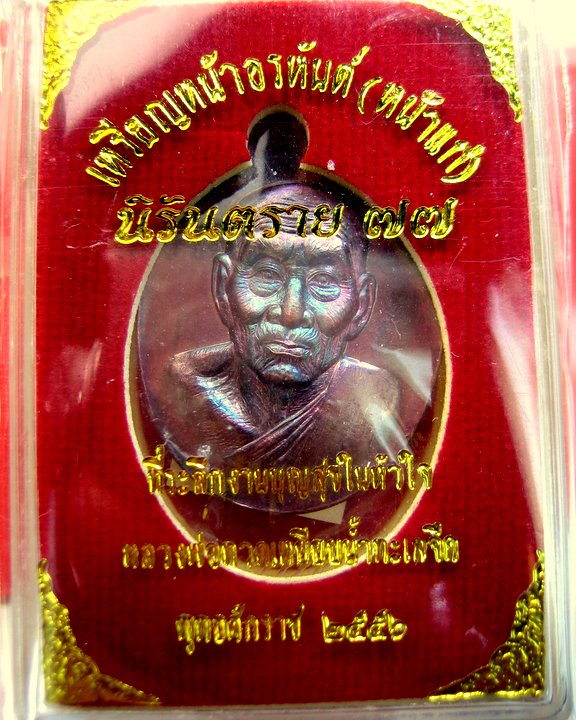 เหรียญหน้าอรหันต์ (หน้าแก่)
นิรันตราย ๗๗
ที่ระลึกงานบุญสุขในหัวใจ
หลวงพ่อทวดเหยียบน้ำทะเลจืด
พุทธศักราช ๒๕๕๖